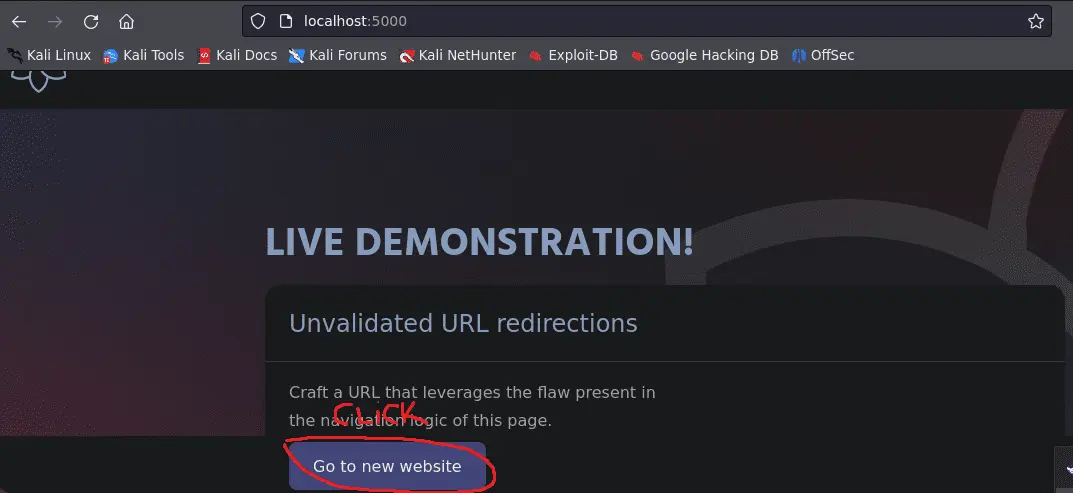 localhost:5000
Kali Linux Kali Tools Kali Docs Kali Forums Kali NetHunter Exploit-DB Google Hacking DB OffSec
LIVE DEMONSTRATION!
Unvalidated URL redirections
Craft a URL that leverages the flaw present in
CLICK
the navigation logic of this page.
Go to new website